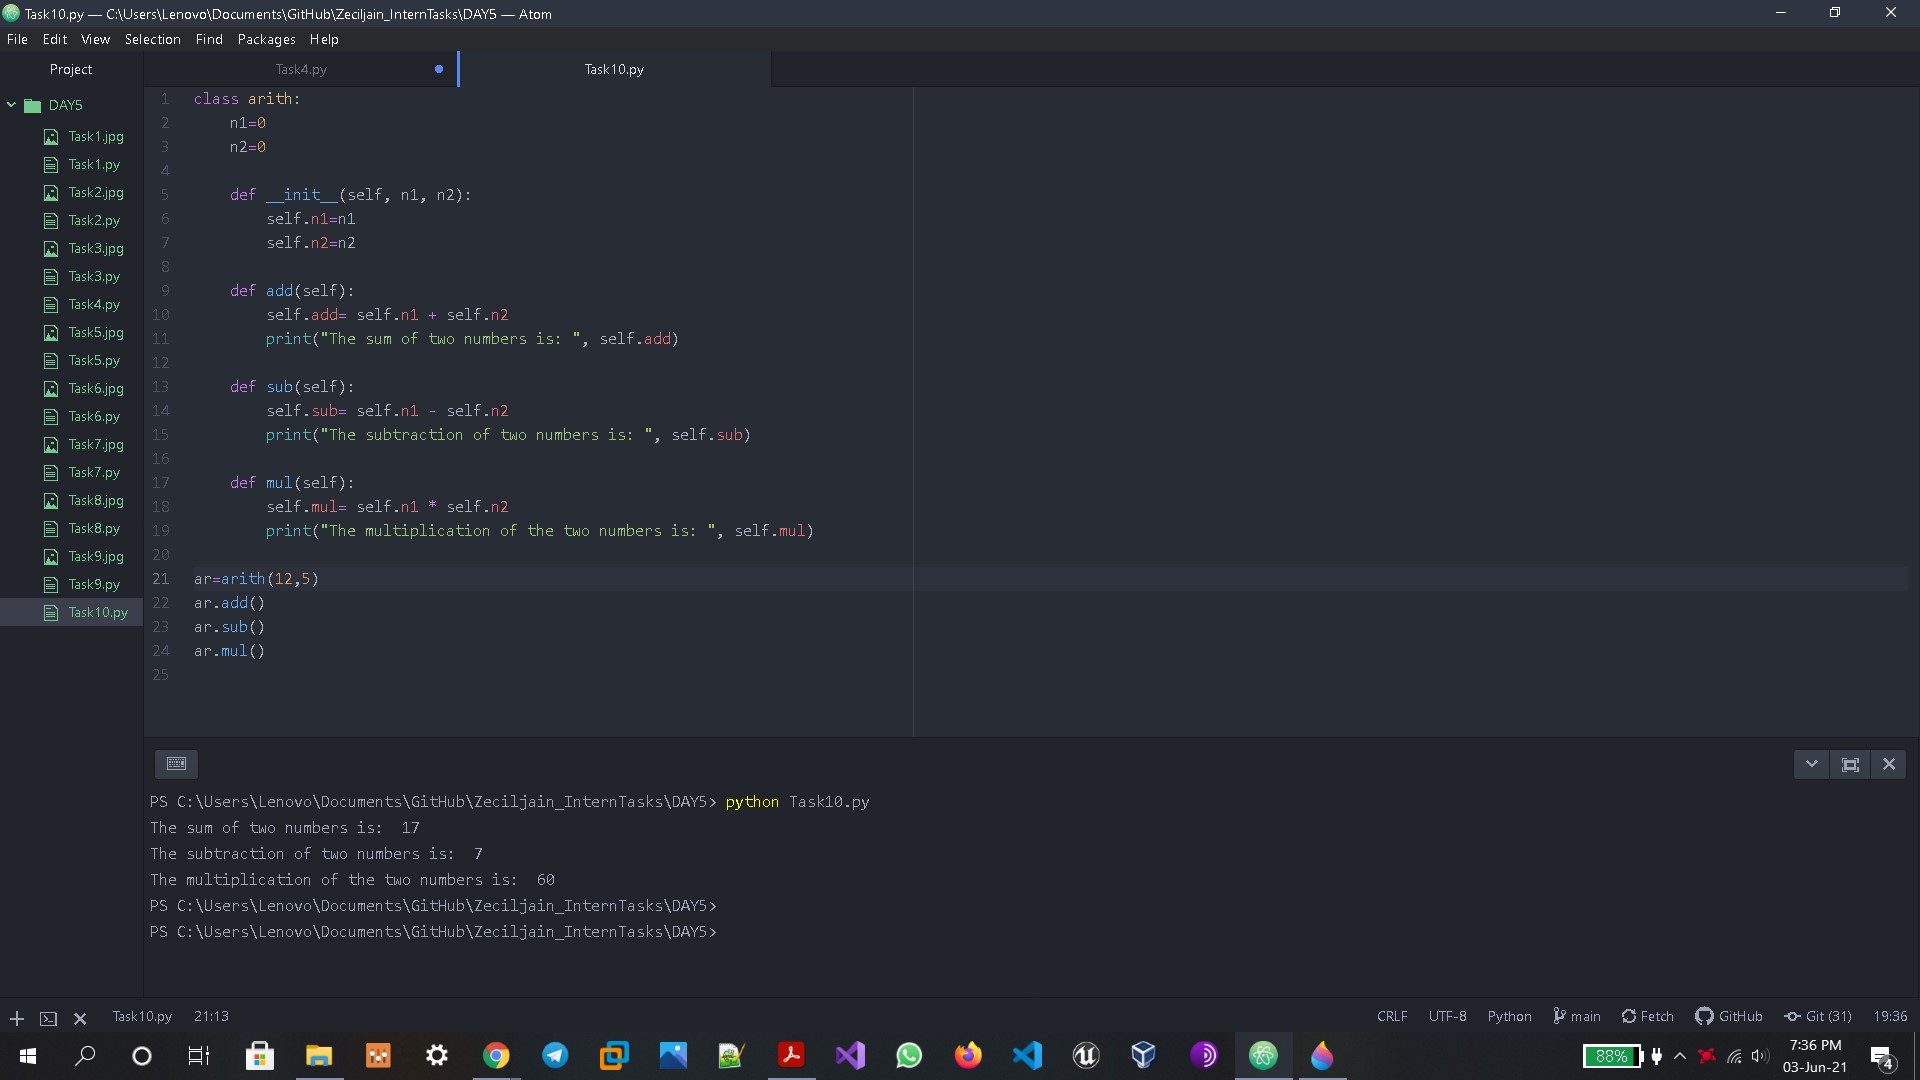 Task10.py — C:\Users\Lenovo\Documents\GitHub\Zeciljain_InternTasks\DAY5 — Atom
File Edit View Selection Find Packages Help
Project
Task4.py
Task10.py
DAY5
Task1.jpg
Task1.py
Task2.jpg
Task2.py
Task3.jpg
Task3.py
Task4.py
Task5.jpg
Task5.py
Task6.jpg
Task6.py
Task7.jpg
Task7.py
Task8.jpg
Task8.py
Task9.jpg
Task9.py
Task10.py
1 class arith:
2     n1=0
3     n2=0
4
5     def __init__(self, n1, n2):
6         self.n1=n1
7         self.n2=n2
8
9     def add(self):
10         self.add= self.n1 + self.n2
11         print("The sum of two numbers is: ", self.add)
12
13     def sub(self):
14         self.sub= self.n1 - self.n2
15         print("The subtraction of two numbers is: ", self.sub)
16
17     def mul(self):
18         self.mul= self.n1 * self.n2
19         print("The multiplication of the two numbers is: ", self.mul)
20
21 ar=arith(12,5)
22 ar.add()
23 ar.sub()
24 ar.mul()
25
PS C:\Users\Lenovo\Documents\GitHub\Zeciljain_InternTasks\DAY5> python Task10.py
The sum of two numbers is:  17
The subtraction of two numbers is:  7
The multiplication of the two numbers is:  60
PS C:\Users\Lenovo\Documents\GitHub\Zeciljain_InternTasks\DAY5>
PS C:\Users\Lenovo\Documents\GitHub\Zeciljain_InternTasks\DAY5>
Task10.py 21:13 CRLF UTF-8 Python main Fetch GitHub Git (31) 19:36
88%
7:36 PM
03-Jun-21
4